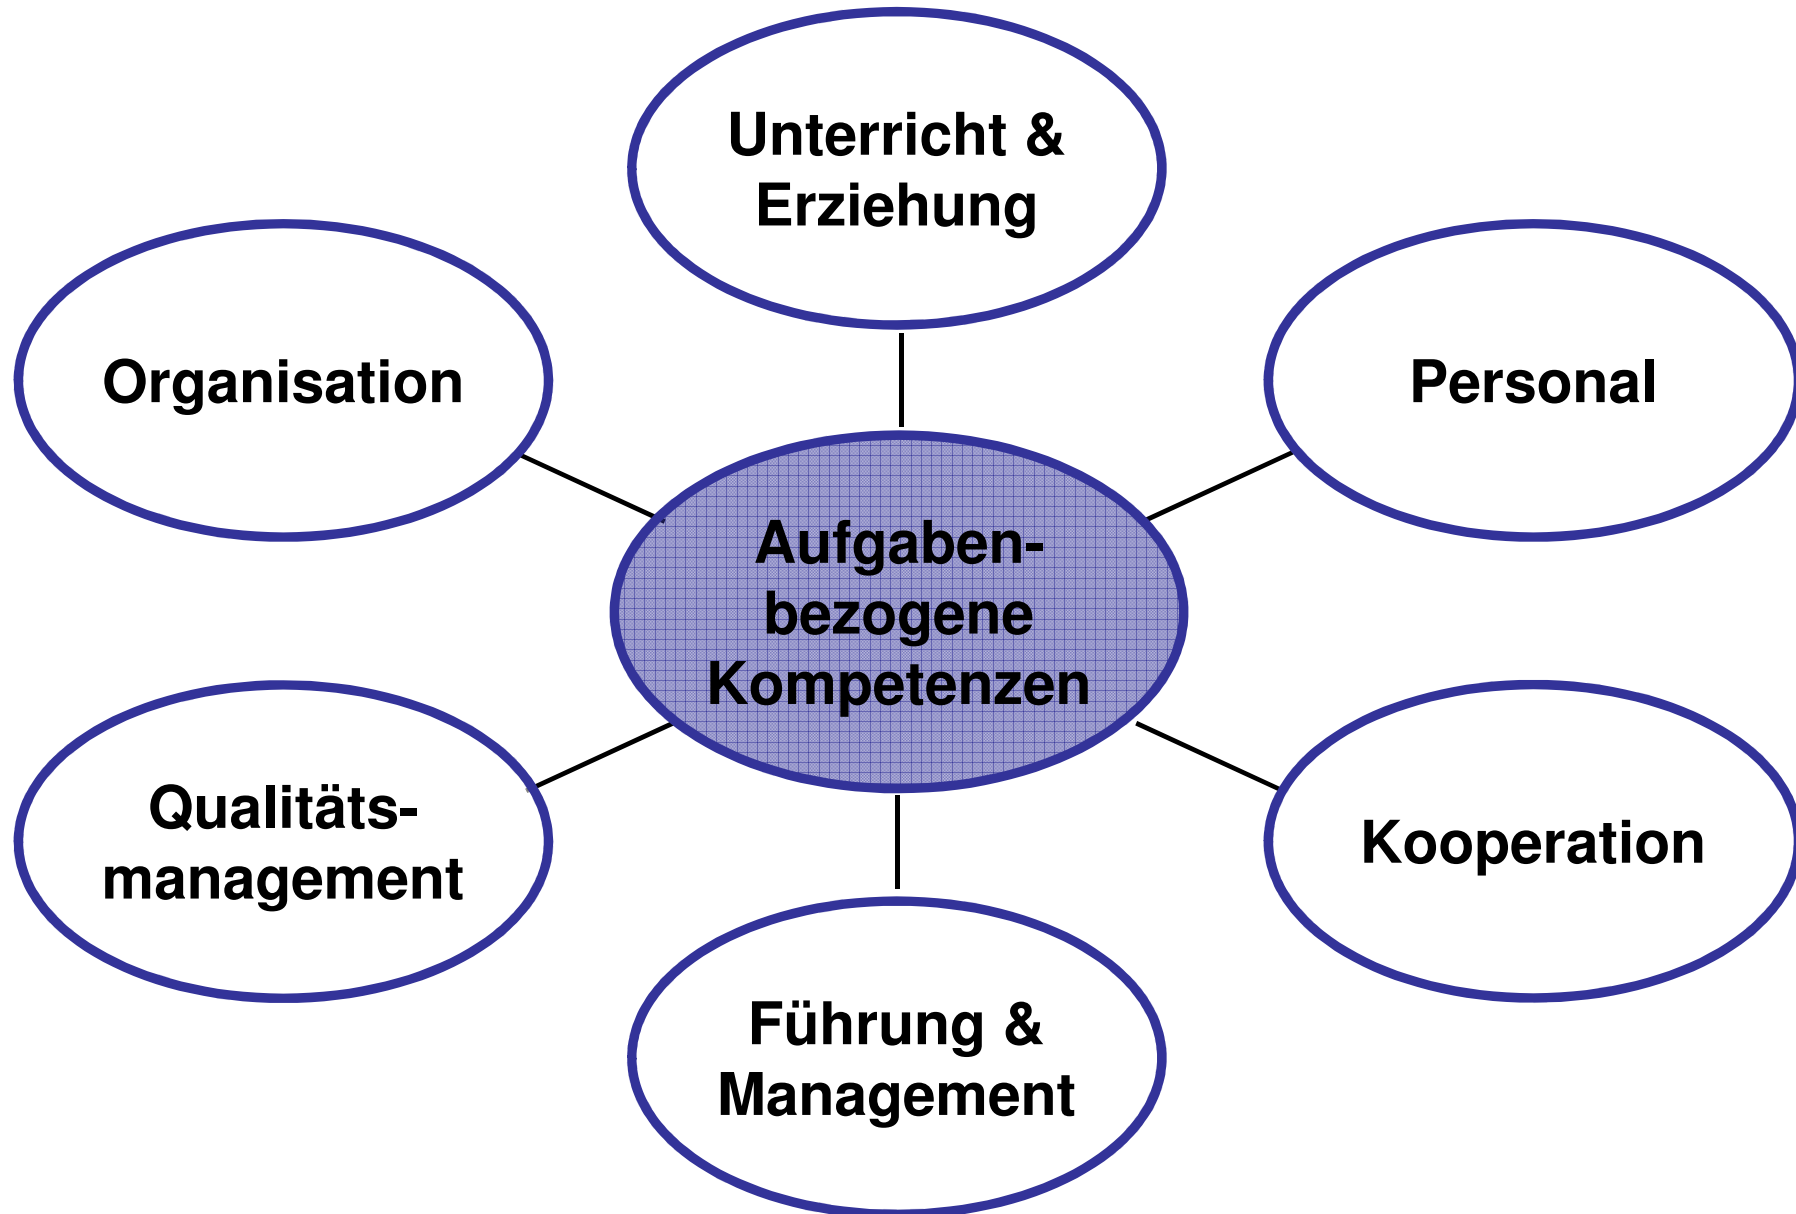 Unterricht &
Erziehung
Organisation
Personal
Aufgaben-
bezogene
Kompetenzen
Qualitäts-
management
Kooperation
Führung &
Management